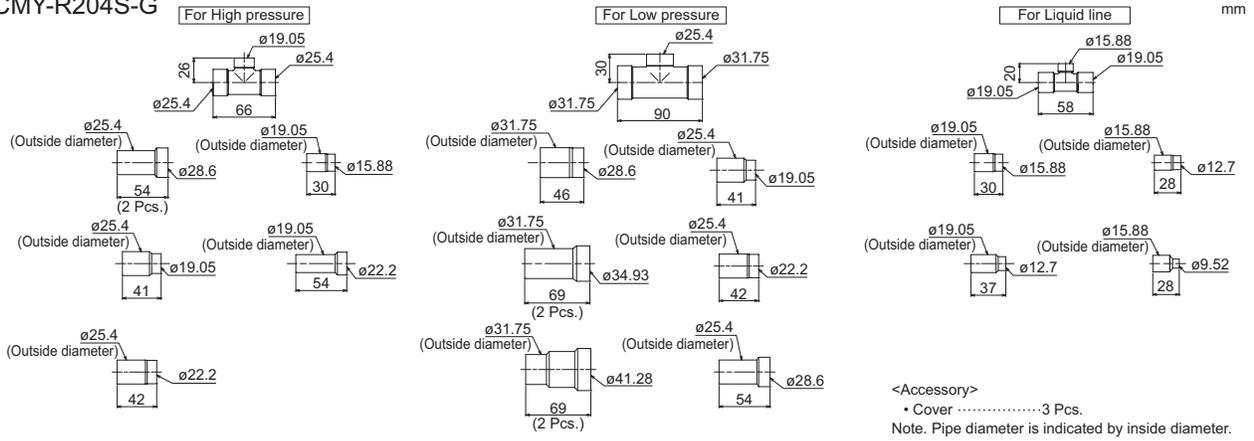 CMY-R204S-G
mm
For High pressure
ø19.05
ø25.4
26
ø25.4
66
ø25.4
(Outside diameter)
ø28.6
54
(2 Pcs.)
ø19.05
(Outside diameter)
ø15.88
30
ø25.4
(Outside diameter)
ø19.05
41
ø19.05
(Outside diameter)
ø22.2
54
ø25.4
(Outside diameter)
ø22.2
42
For Low pressure
ø25.4
ø31.75
30
ø31.75
90
ø31.75
(Outside diameter)
ø28.6
46
ø25.4
(Outside diameter)
ø19.05
41
ø31.75
(Outside diameter)
ø34.93
69
(2 Pcs.)
ø25.4
(Outside diameter)
ø22.2
42
ø31.75
(Outside diameter)
ø41.28
69
(2 Pcs.)
ø25.4
(Outside diameter)
ø28.6
54
For Liquid line
ø15.88
ø19.05
20
ø19.05
58
ø19.05
(Outside diameter)
ø15.88
30
ø15.88
(Outside diameter)
ø12.7
28
ø19.05
(Outside diameter)
ø12.7
37
ø15.88
(Outside diameter)
ø9.52
28
<Accessory>
• Cover ·················3 Pcs.
Note. Pipe diameter is indicated by inside diameter.